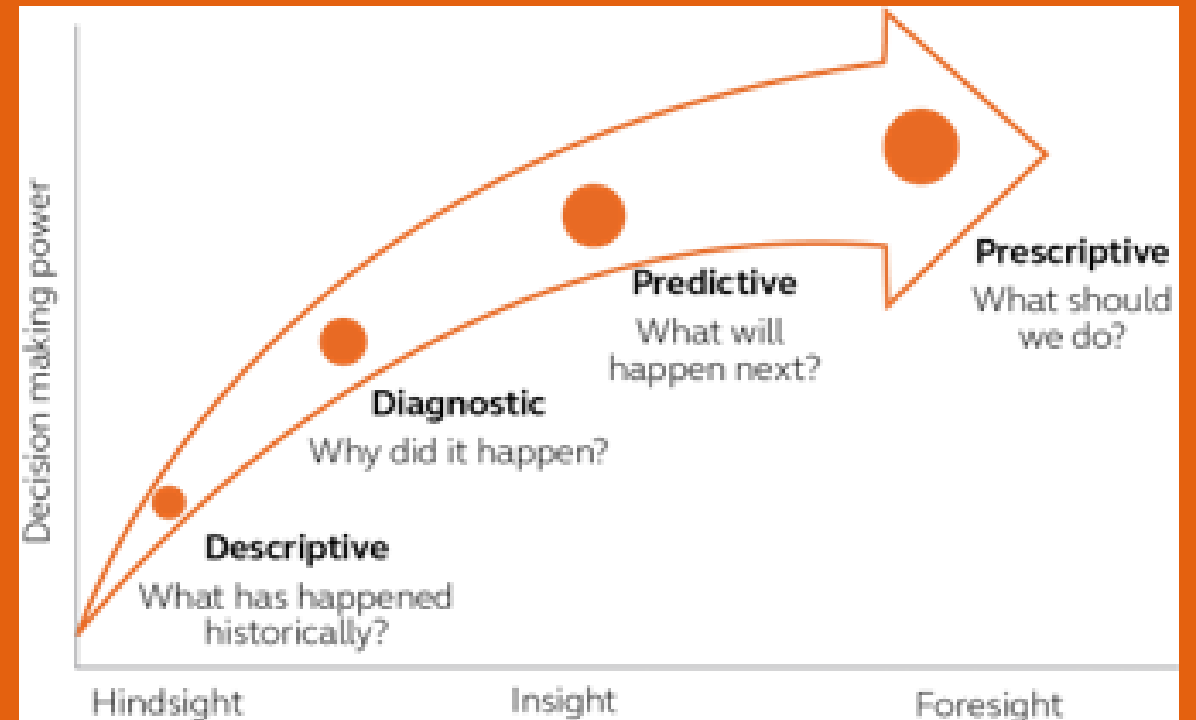 Decision making power
Prescriptive
What should
we do?
Predictive
What will
happen next?
Diagnostic
Why did it happen?
Descriptive
What has happened
historically?
Hindsight
Insight
Foresight